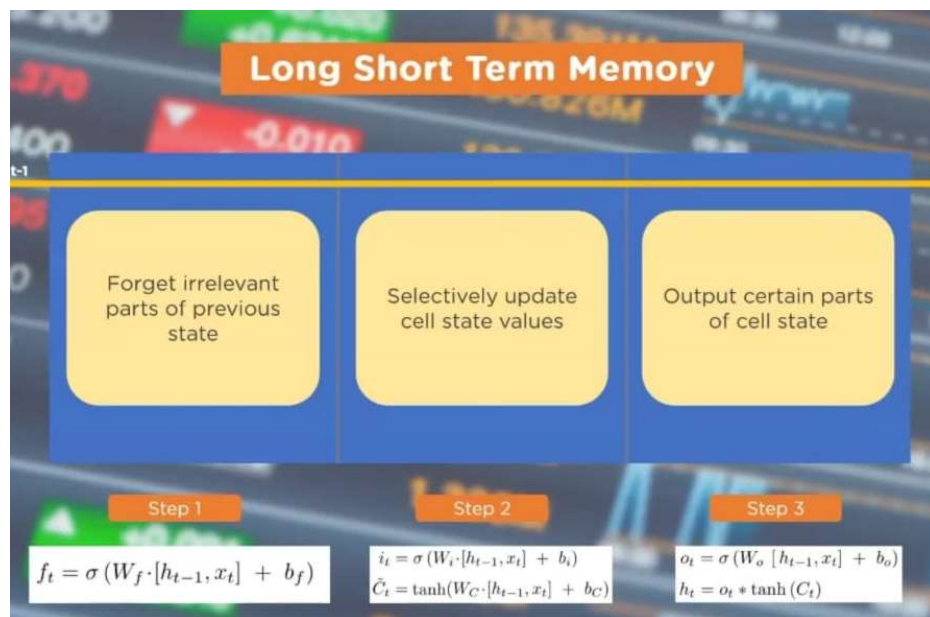 Long Short Term Memory
-0.010
t-1
Forget irrelevant
parts of previous
state
Selectively update
cell state values
Output certain parts
of cell state
Step 1
Step 2
Step 3
f_t = σ (W_f·[h_{t−1}, x_t] + b_f)
i_t = σ (W_i·[h_{t−1}, x_t] + b_i)
C̃_t = tanh(W_C·[h_{t−1}, x_t] + b_C)
o_t = σ (W_o [h_{t−1}, x_t] + b_o)
h_t = o_t * tanh (C_t)